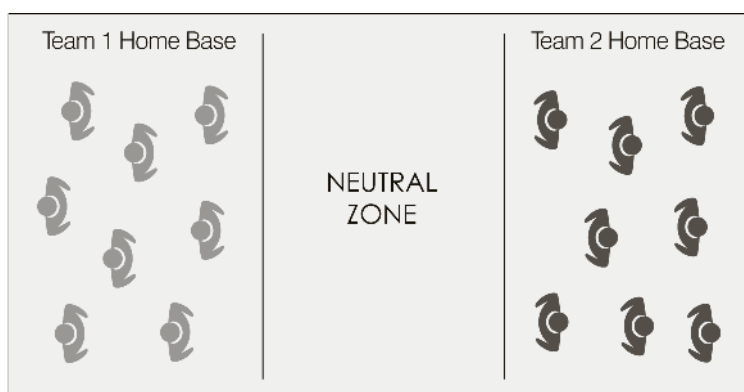 Team 1 Home Base
Team 2 Home Base
NEUTRAL
ZONE